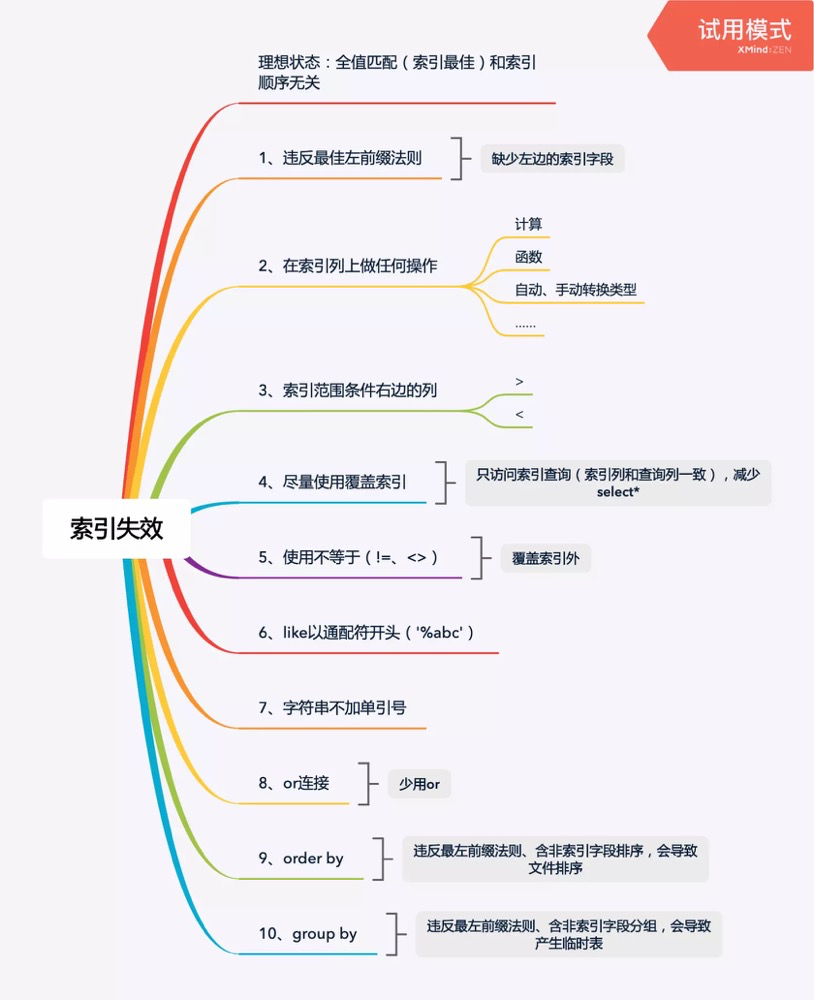 试用模式
XMind:ZEN
理想状态：全值匹配（索引最佳）和索引
顺序无关
1、违反最佳左前缀法则
缺少左边的索引字段
计算
2、在索引列上做任何操作
函数
自动、手动转换类型
......
3、索引范围条件右边的列
>
<
4、尽量使用覆盖索引
只访问索引查询（索引列和查询列一致），减少
select*
索引失效
5、使用不等于（!=、<>）
覆盖索引外
6、like以通配符开头（'%abc'）
7、字符串不加单引号
8、or连接
少用or
9、order by
违反最左前缀法则、含非索引字段排序，会导致
文件排序
10、group by
违反最左前缀法则、含非索引字段分组，会导致
产生临时表